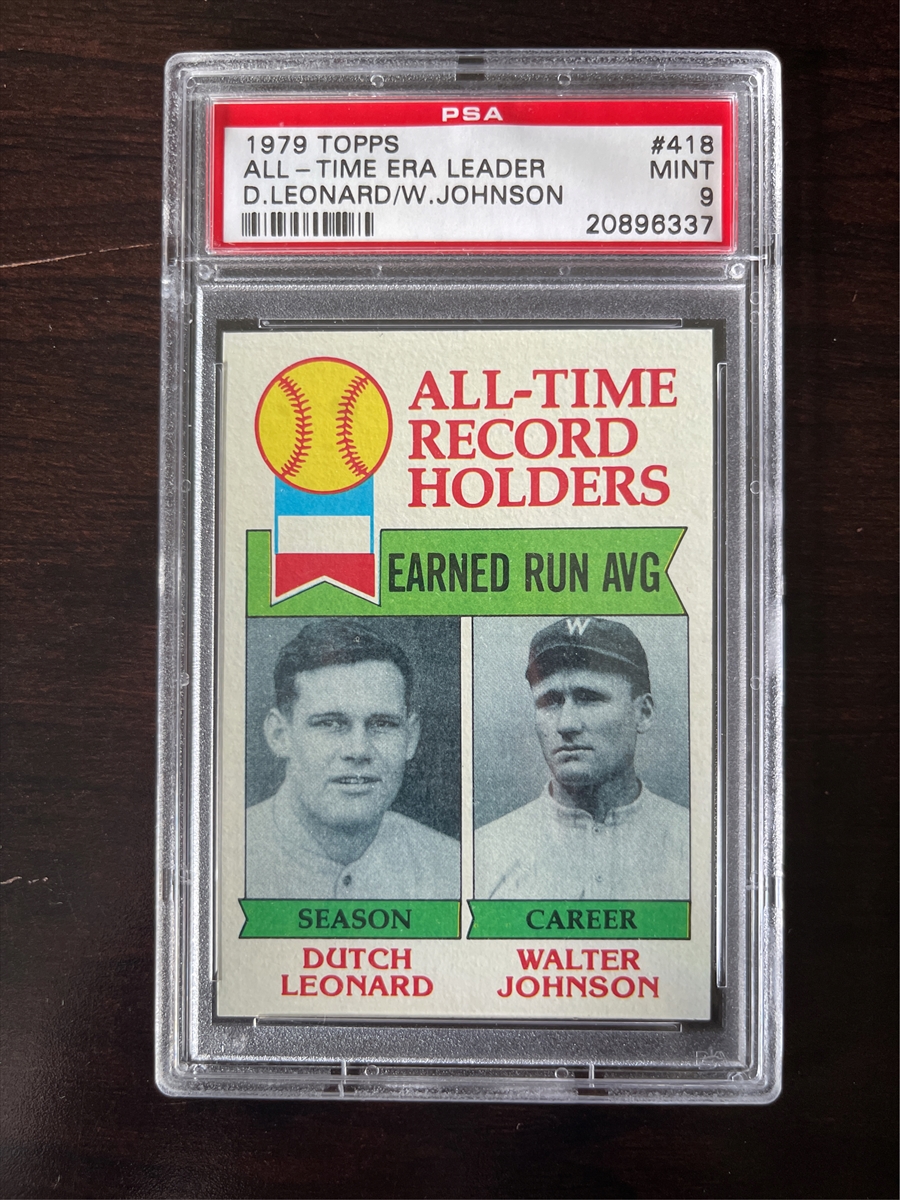 PSA
1979 TOPPS #418
ALL-TIME ERA LEADER MINT
D.LEONARD/W.JOHNSON 9
20896337
ALL-TIME
RECORD
HOLDERS
EARNED RUN AVG
W
SEASON CAREER
DUTCH WALTER
LEONARD JOHNSON